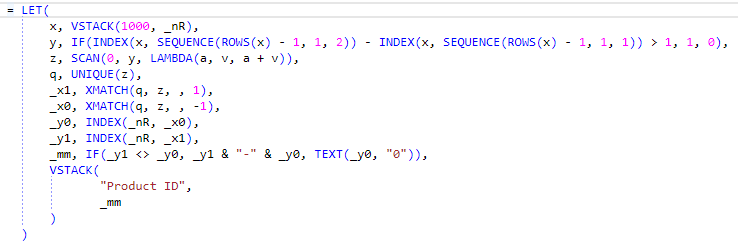 = LET(
x, VSTACK(1000, _nR),
y, IF(INDEX(x, SEQUENCE(ROWS(x) - 1, 1, 2)) - INDEX(x, SEQUENCE(ROWS(x) - 1, 1, 1)) > 1, 1, 0),
z, SCAN(0, y, LAMBDA(a, v, a + v)),
q, UNIQUE(z),
_x1, XMATCH(q, z, , 1),
_x0, XMATCH(q, z, , -1),
_y0, INDEX(_nR, _x0),
_y1, INDEX(_nR, _x1),
_mm, IF(_y1 <> _y0, _y1 & "-" & _y0, TEXT(_y0, "0")),
VSTACK(
"Product ID",
_mm
)
)